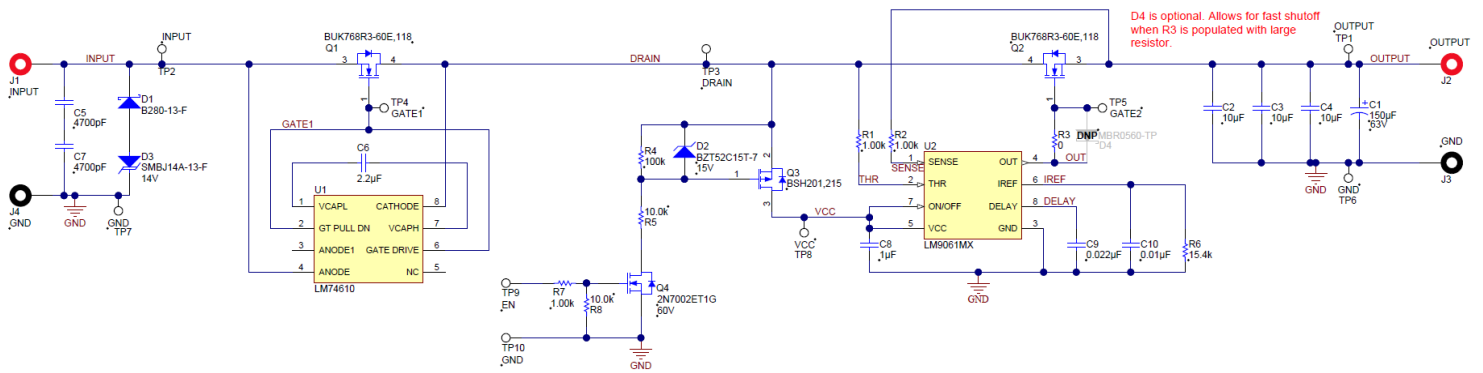 D4 is optional. Allows for fast shutoff
when R3 is populated with large
resistor.
INPUT
TP2
BUK768R3-60E,118
Q1
3
4
1
INPUT
J1
INPUT
C5
4700pF
C7
4700pF
D1
B280-13-F
D3
SMBJ14A-13-F
14V
J4
GND
GND
GND
TP7
TP4
GATE1
GATE1
C6
2.2µF
U1
1
VCAPL
CATHODE
8
2
GT PULL DN
VCAPH
7
3
ANODE1
GATE DRIVE
6
4
ANODE
NC
5
LM74610
DRAIN
TP3
DRAIN
R4
100k
D2
BZT52C15T-7
15V
2
1
3
Q3
BSH201,215
10.0k
R5
TP9
EN
R7
1.00k
10.0k
R8
Q4
2N7002ET1G
60V
TP10
GND
GND
VCC
VCC
TP8
C8
1µF
R1
1.00k
R2
1.00k
THR
SENSE
U2
1
SENSE
OUT
4
2
THR
IREF
6
7
ON/OFF
DELAY
8
5
VCC
GND
3
LM9061MX
GND
BUK768R3-60E,118
Q2
4
3
1
TP5
GATE2
R3
0
DNP
MBR0560-TP
D4
OUT
IREF
DELAY
C9
0.022µF
C10
0.01µF
R6
15.4k
OUTPUT
TP1
OUTPUT
OUTPUT
J2
C2
10µF
C3
10µF
C4
10µF
C1
150µF
63V
GND
GND
TP6
GND
J3